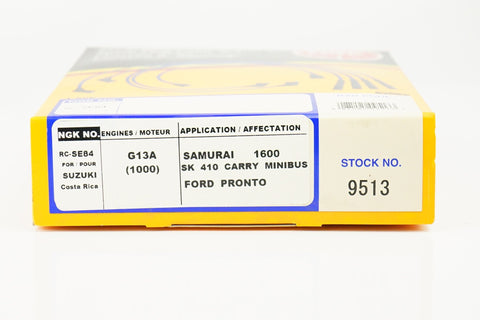 NGK NO.
RC-SE84
FOR / POUR
SUZUKI
Costa Rica
ENGINES / MOTEUR
G13A
(1000)
APPLICATION / AFFECTATION
SAMURAI 1600
SK 410 CARRY MINIBUS
FORD PRONTO
STOCK NO.
9513